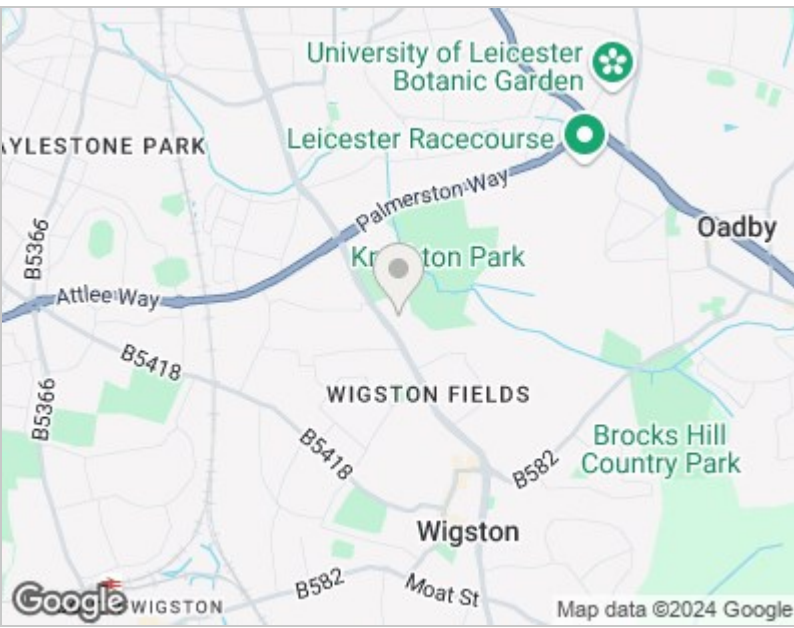 University of Leicester
Botanic Garden
Leicester Racecourse
AYLESTONE PARK
Palmerston Way
Oadby
B5366
Attlee Way
B5418
WIGSTON FIELDS
B5366
B5418
Brocks Hill
Country Park
B582
Wigston
B582
Moat St
Google
WIGSTON
Map data ©2024 Google